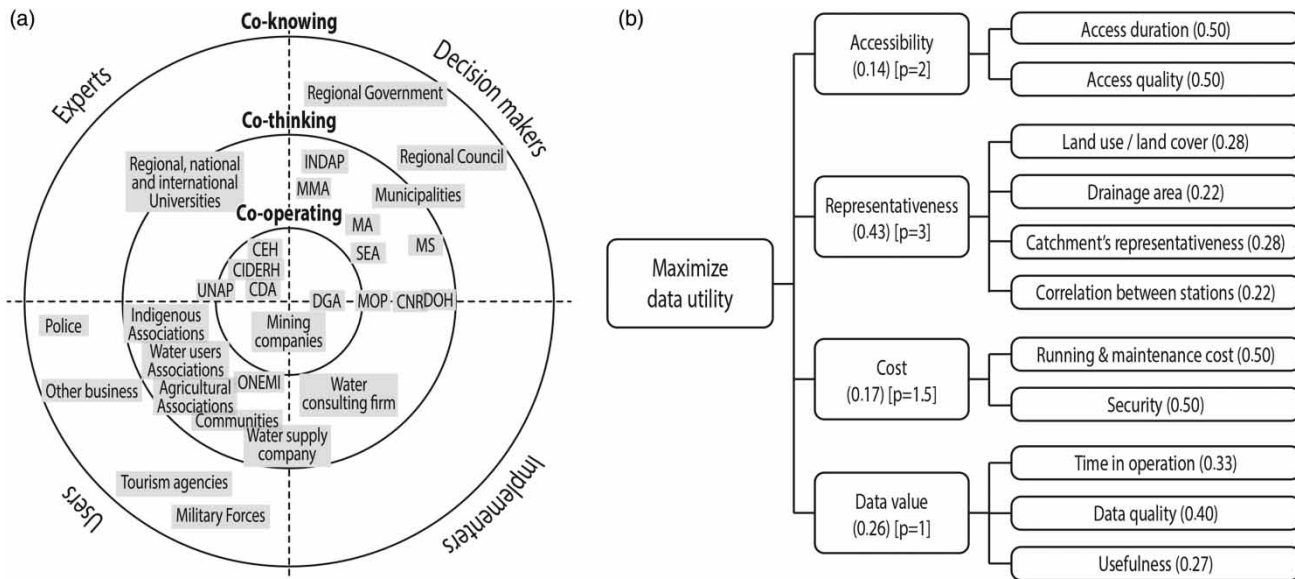 (a)
Co-knowing
Experts
Decision makers
Regional Government
Co-thinking
Regional, national
and international
Universities
INDAP
Regional Council
MMA
Municipalities
Co-operating
MA
CEH
SEA
MS
CIDERH
UNAP
CDA
DGA
MOP
CNR
DOH
Police
Indigenous
Associations
Mining
companies
Water users
Associations
Other business
Agricultural
Associations
ONEMI
Water
consulting firm
Communities
Water supply
company
Tourism agencies
Military Forces
Users
Implementers
(b)
Maximize
data utility
Accessibility
(0.14) [p=2]
Access duration (0.50)
Access quality (0.50)
Representativeness
(0.43) [p=3]
Land use / land cover (0.28)
Drainage area (0.22)
Catchment's representativeness (0.28)
Correlation between stations (0.22)
Cost
(0.17) [p=1.5]
Running & maintenance cost (0.50)
Security (0.50)
Data value
(0.26) [p=1]
Time in operation (0.33)
Data quality (0.40)
Usefulness (0.27)